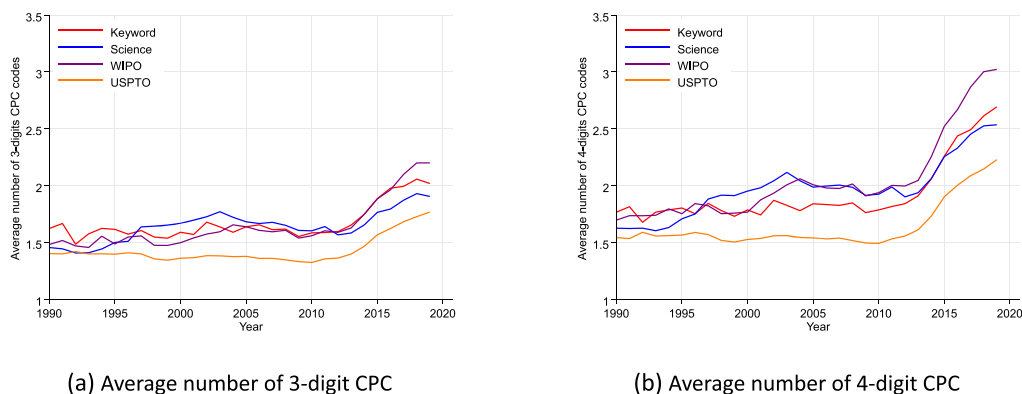 3.5
3
2.5
2
1.5
1
Average number of 3-digits CPC codes
Keyword
Science
WIPO
USPTO
1990 1995 2000 2005 2010 2015 2020
Year
(a) Average number of 3-digit CPC
3.5
3
2.5
2
1.5
1
Average number of 4-digits CPC codes
Keyword
Science
WIPO
USPTO
1990 1995 2000 2005 2010 2015 2020
Year
(b) Average number of 4-digit CPC